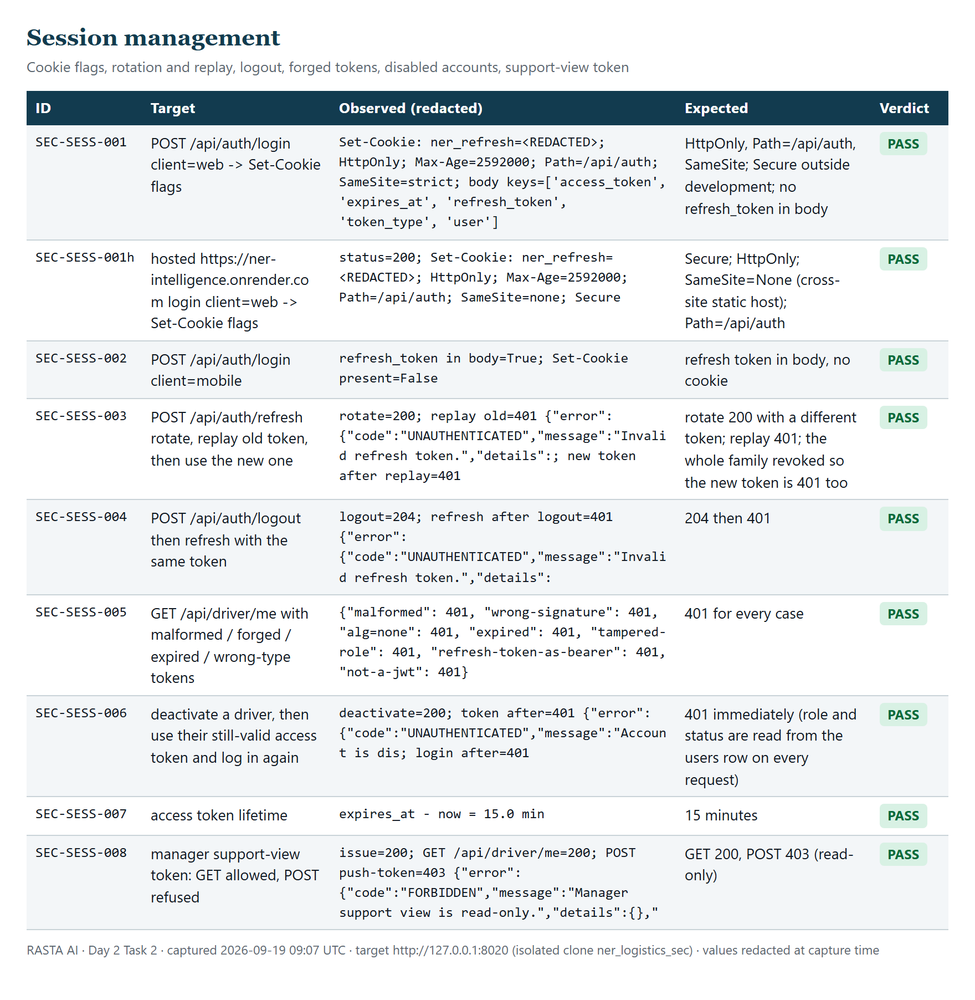 Session management
Cookie flags, rotation and replay, logout, forged tokens, disabled accounts, support-view token
ID Target Observed (redacted) Expected Verdict
SEC-SESS-001
POST /api/auth/login
client=web -> Set-Cookie
flags
Set-Cookie: ner_refresh=<REDACTED>;
HttpOnly; Max-Age=2592000; Path=/api/auth;
SameSite=strict; body keys=['access_token',
'expires_at', 'refresh_token',
'token_type', 'user']
HttpOnly, Path=/api/auth,
SameSite; Secure outside
development; no
refresh_token in body
PASS
SEC-SESS-001h
hosted https://ner-
intelligence.onrender.co
m login client=web ->
Set-Cookie flags
status=200; Set-Cookie: ner_refresh=
<REDACTED>; HttpOnly; Max-Age=2592000;
Path=/api/auth; SameSite=none; Secure
Secure; HttpOnly;
SameSite=None (cross-
site static host);
Path=/api/auth
PASS
SEC-SESS-002
POST /api/auth/login
client=mobile
refresh_token in body=True; Set-Cookie
present=False
refresh token in body, no
cookie
PASS
SEC-SESS-003
POST /api/auth/refresh
rotate, replay old token,
then use the new one
rotate=200; replay old=401 {"error":
{"code":"UNAUTHENTICATED","message":"Invali
d refresh token.","details":; new token
after replay=401
rotate 200 with a different
token; replay 401; the
whole family revoked so
the new token is 401 too
PASS
SEC-SESS-004
POST /api/auth/logout
then refresh with the
same token
logout=204; refresh after logout=401
{"error":
{"code":"UNAUTHENTICATED","message":"Invali
d refresh token.","details":
204 then 401
PASS
SEC-SESS-005
GET /api/driver/me with
malformed / forged /
expired / wrong-type
tokens
{"malformed": 401, "wrong-signature": 401,
"alg=none": 401, "expired": 401, "tampered-
role": 401, "refresh-token-as-bearer": 401,
"not-a-jwt": 401}
401 for every case
PASS
SEC-SESS-006
deactivate a driver, then
use their still-valid access
token and log in again
deactivate=200; token after=401 {"error":
{"code":"UNAUTHENTICATED","message":"Accoun
t is dis; login after=401
401 immediately (role and
status are read from the
users row on every
request)
PASS
SEC-SESS-007
access token lifetime
expires_at - now = 15.0 min
15 minutes
PASS
SEC-SESS-008
manager support-view
token: GET allowed, POST
refused
issue=200; GET /api/driver/me=200; POST
push-token=403 {"error":
{"code":"FORBIDDEN","message":"Manager
support view is read-only.","details":{},"
GET 200, POST 403 (read-
only)
PASS
RASTA AI · Day 2 Task 2 · captured 2026-09-19 09:07 UTC · target http://127.0.0.1:8020 (isolated clone ner_logistics_sec) · values redacted at capture time